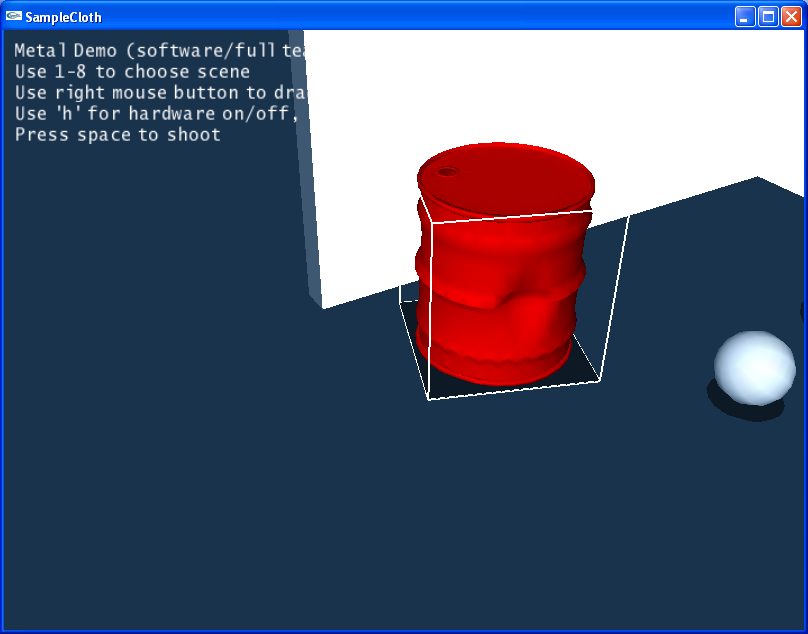 SampleCloth
Metal Demo (software/full
Use 1-8 to choose scene
Use right mouse button to
Use 'h' for hardware on/off,
Press space to shoot